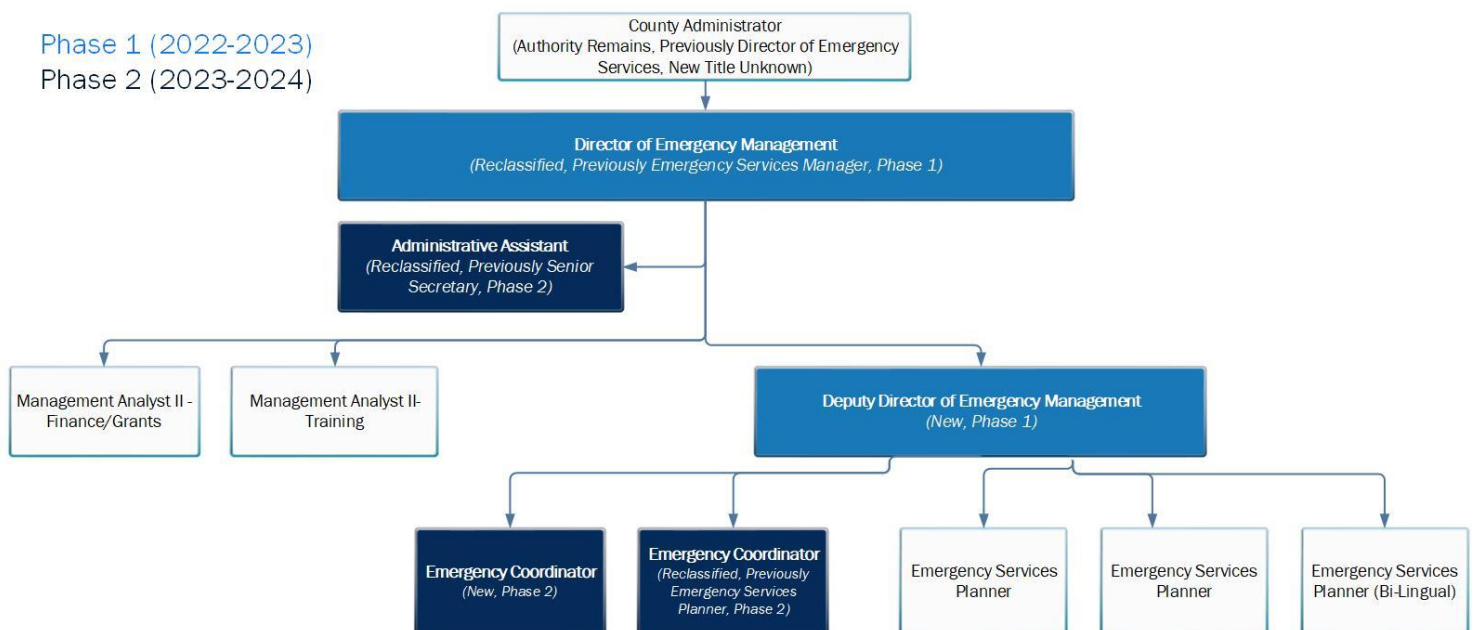 Phase 1 (2022-2023)
Phase 2 (2023-2024)
County Administrator
(Authority Remains, Previously Director of Emergency
Services, New Title Unknown)
Director of Emergency Management
(Reclassified, Previously Emergency Services Manager, Phase 1)
Administrative Assistant
(Reclassified, Previously Senior
Secretary, Phase 2)
Management Analyst II -
Finance/Grants
Management Analyst II-
Training
Deputy Director of Emergency Management
(New, Phase 1)
Emergency Coordinator
(New, Phase 2)
Emergency Coordinator
(Reclassified, Previously
Emergency Services
Planner, Phase 2)
Emergency Services
Planner
Emergency Services
Planner
Emergency Services
Planner (Bi-Lingual)